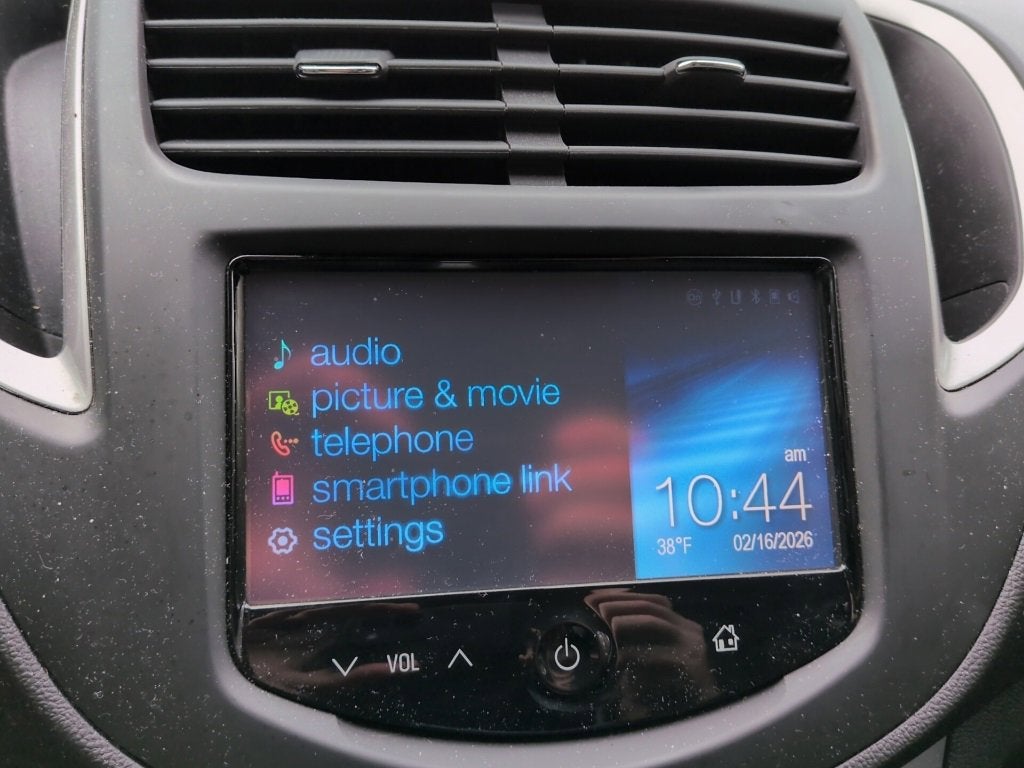 audio
picture & movie
telephone
smartphone link
settings
am
10:44
38°F 02/16/2026
VOL